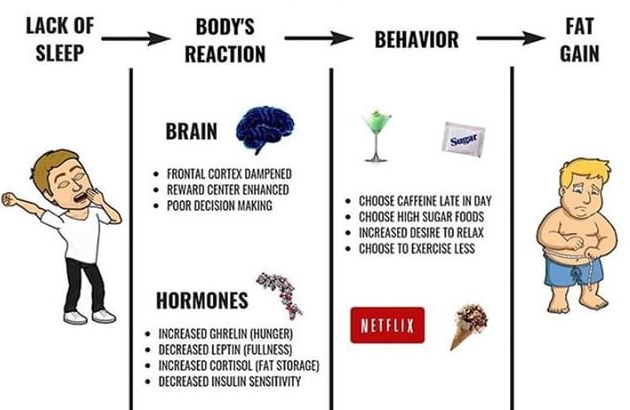 LACK OF
SLEEP
BODY'S
REACTION
BEHAVIOR
FAT
GAIN
BRAIN
• FRONTAL CORTEX DAMPENED
• REWARD CENTER ENHANCED
• POOR DECISION MAKING
HORMONES
• INCREASED GHRELIN (HUNGER)
• DECREASED LEPTIN (FULLNESS)
• INCREASED CORTISOL (FAT STORAGE)
• DECREASED INSULIN SENSITIVITY
Sugar
• CHOOSE CAFFEINE LATE IN DAY
• CHOOSE HIGH SUGAR FOODS
• INCREASED DESIRE TO RELAX
• CHOOSE TO EXERCISE LESS
NETFLIX